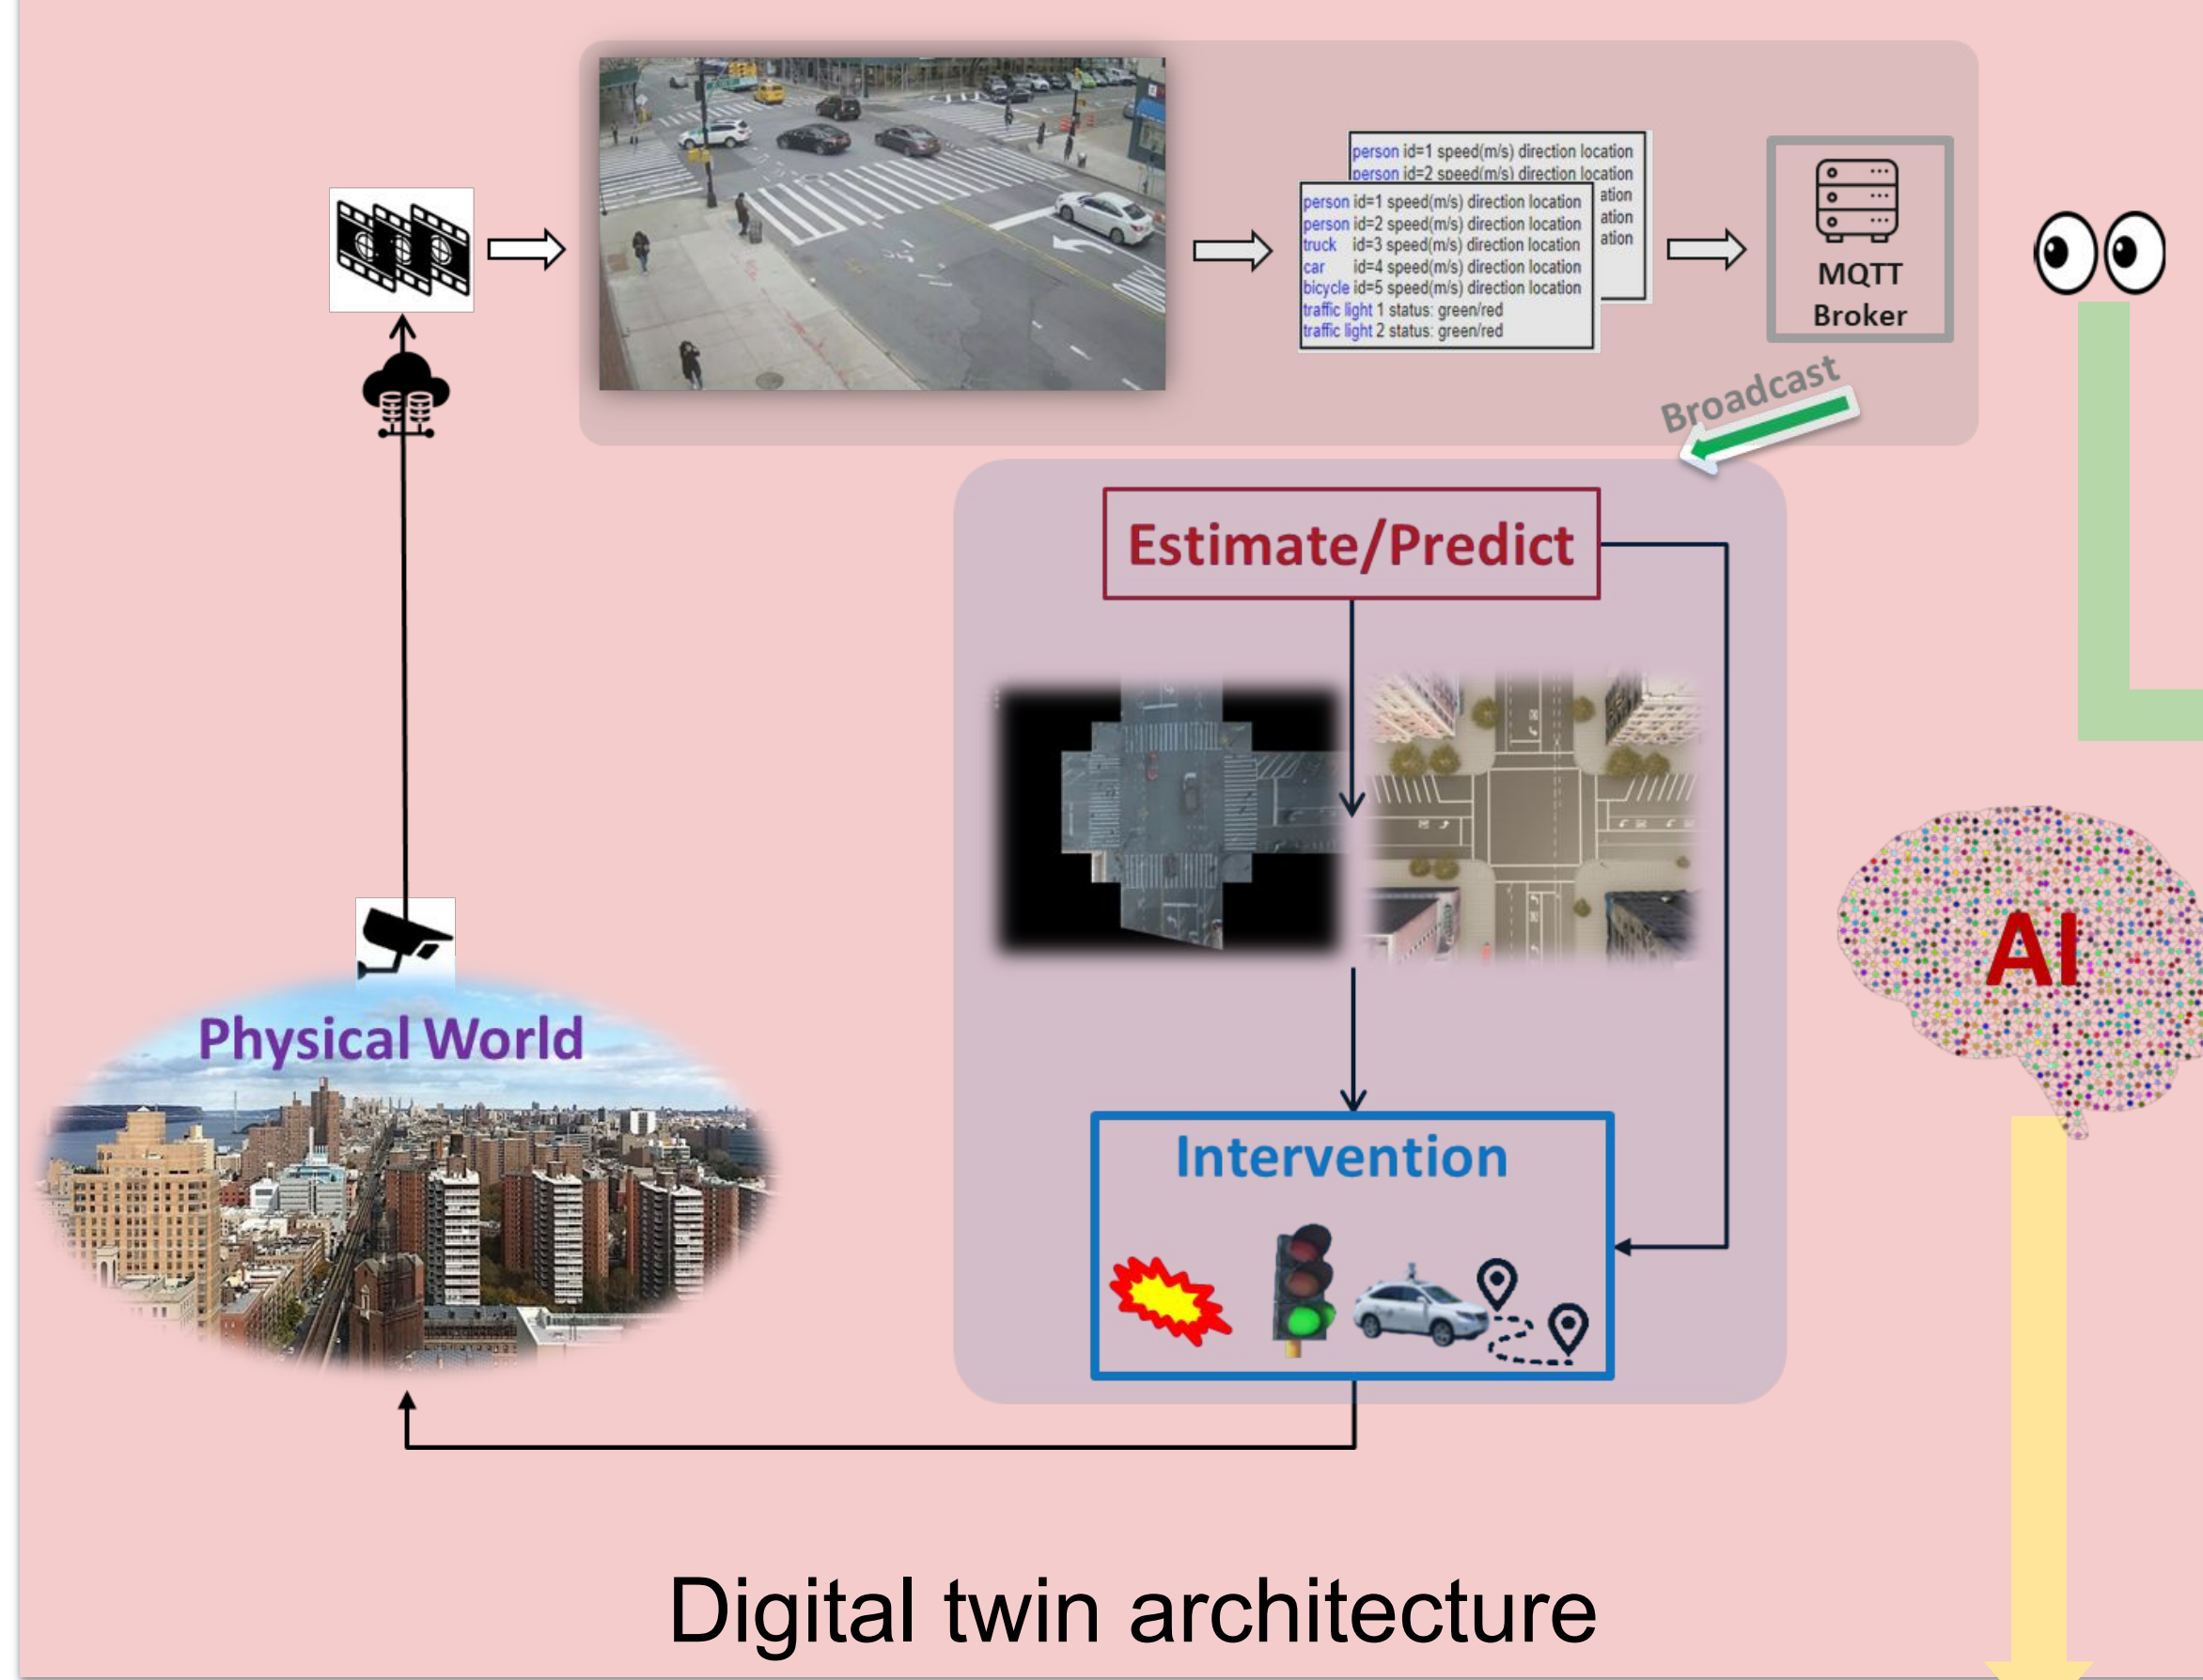 person id=1 speed(m/s) direction location
person id=2 speed(m/s) direction location
ation
ation
ation
person id=1 speed(m/s) direction location
person id=2 speed(m/s) direction location
truck id=3 speed(m/s) direction location
car id=4 speed(m/s) direction location
bicycle id=5 speed(m/s) direction location
traffic light 1 status: green/red
traffic light 2 status: green/red
MQTT
Broker
Broadcast
Estimate/Predict
AI
Physical World
Intervention
Digital twin architecture